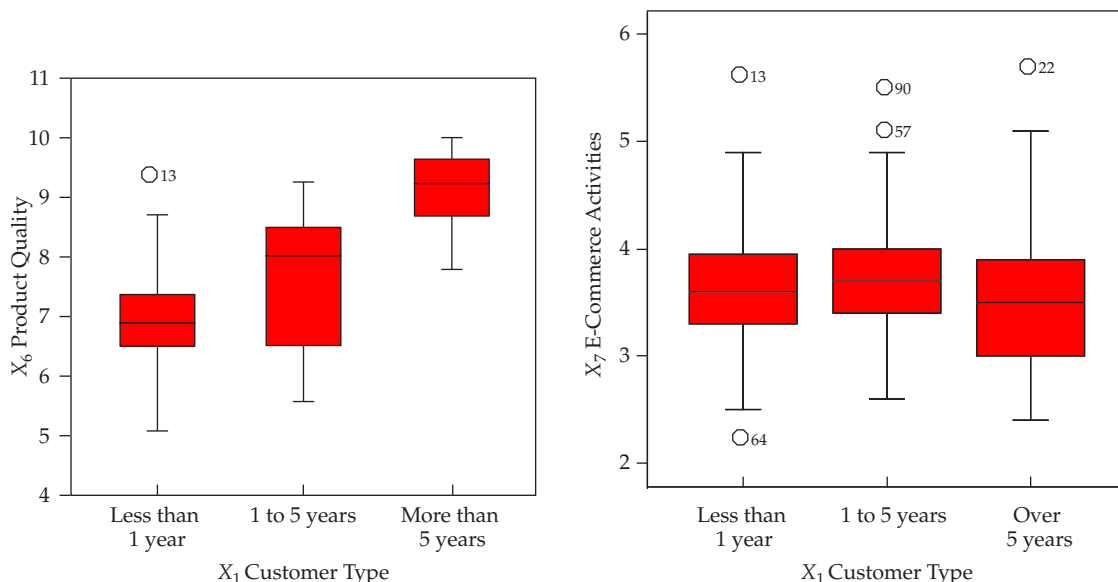 X6 Product Quality
11
10
9
8
7
6
5
4
13
Less than
1 year
1 to 5 years
More than
5 years
X1 Customer Type
X7 E-Commerce Activities
6
5
4
3
2
13
64
90
57
22
Less than
1 year
1 to 5 years
Over
5 years
X1 Customer Type